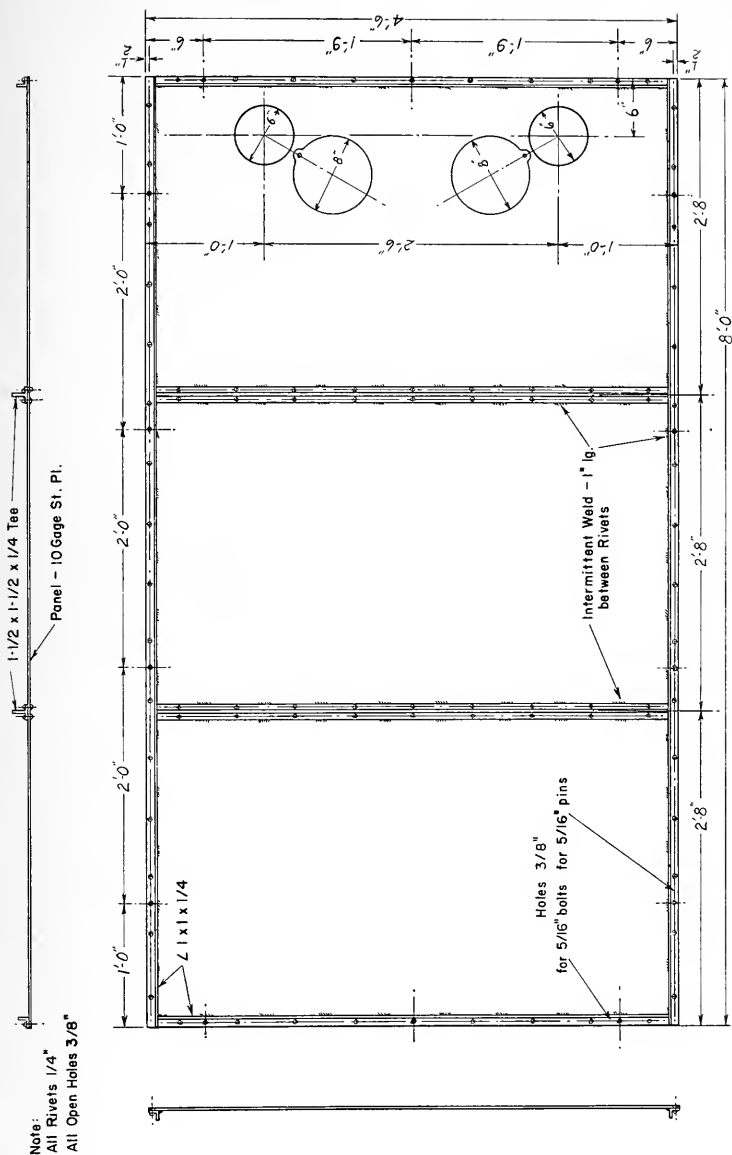 1-1/2 x 1-1/2 x 1/4 Tee
Panel – 10 Gage St. Pl.
Note:
All Rivets 1/4"
All Open Holes 3/8"
1'-0"
2'-0"
2'-0"
2'-0"
1'-0"
1/2"
6"
1'-9"
1'-9"
6"
1/2"
4'-6"
∠ 1 x 1 x 1/4
6"
8"
8"
6"
6"
1'-0"
2'-6"
1'-0"
Intermittent Weld – 1" lg.
between Rivets
Holes 3/8"
for 5/16" bolts for 5/16" pins
2'-8"
2'-8"
2'-8
8'-0"